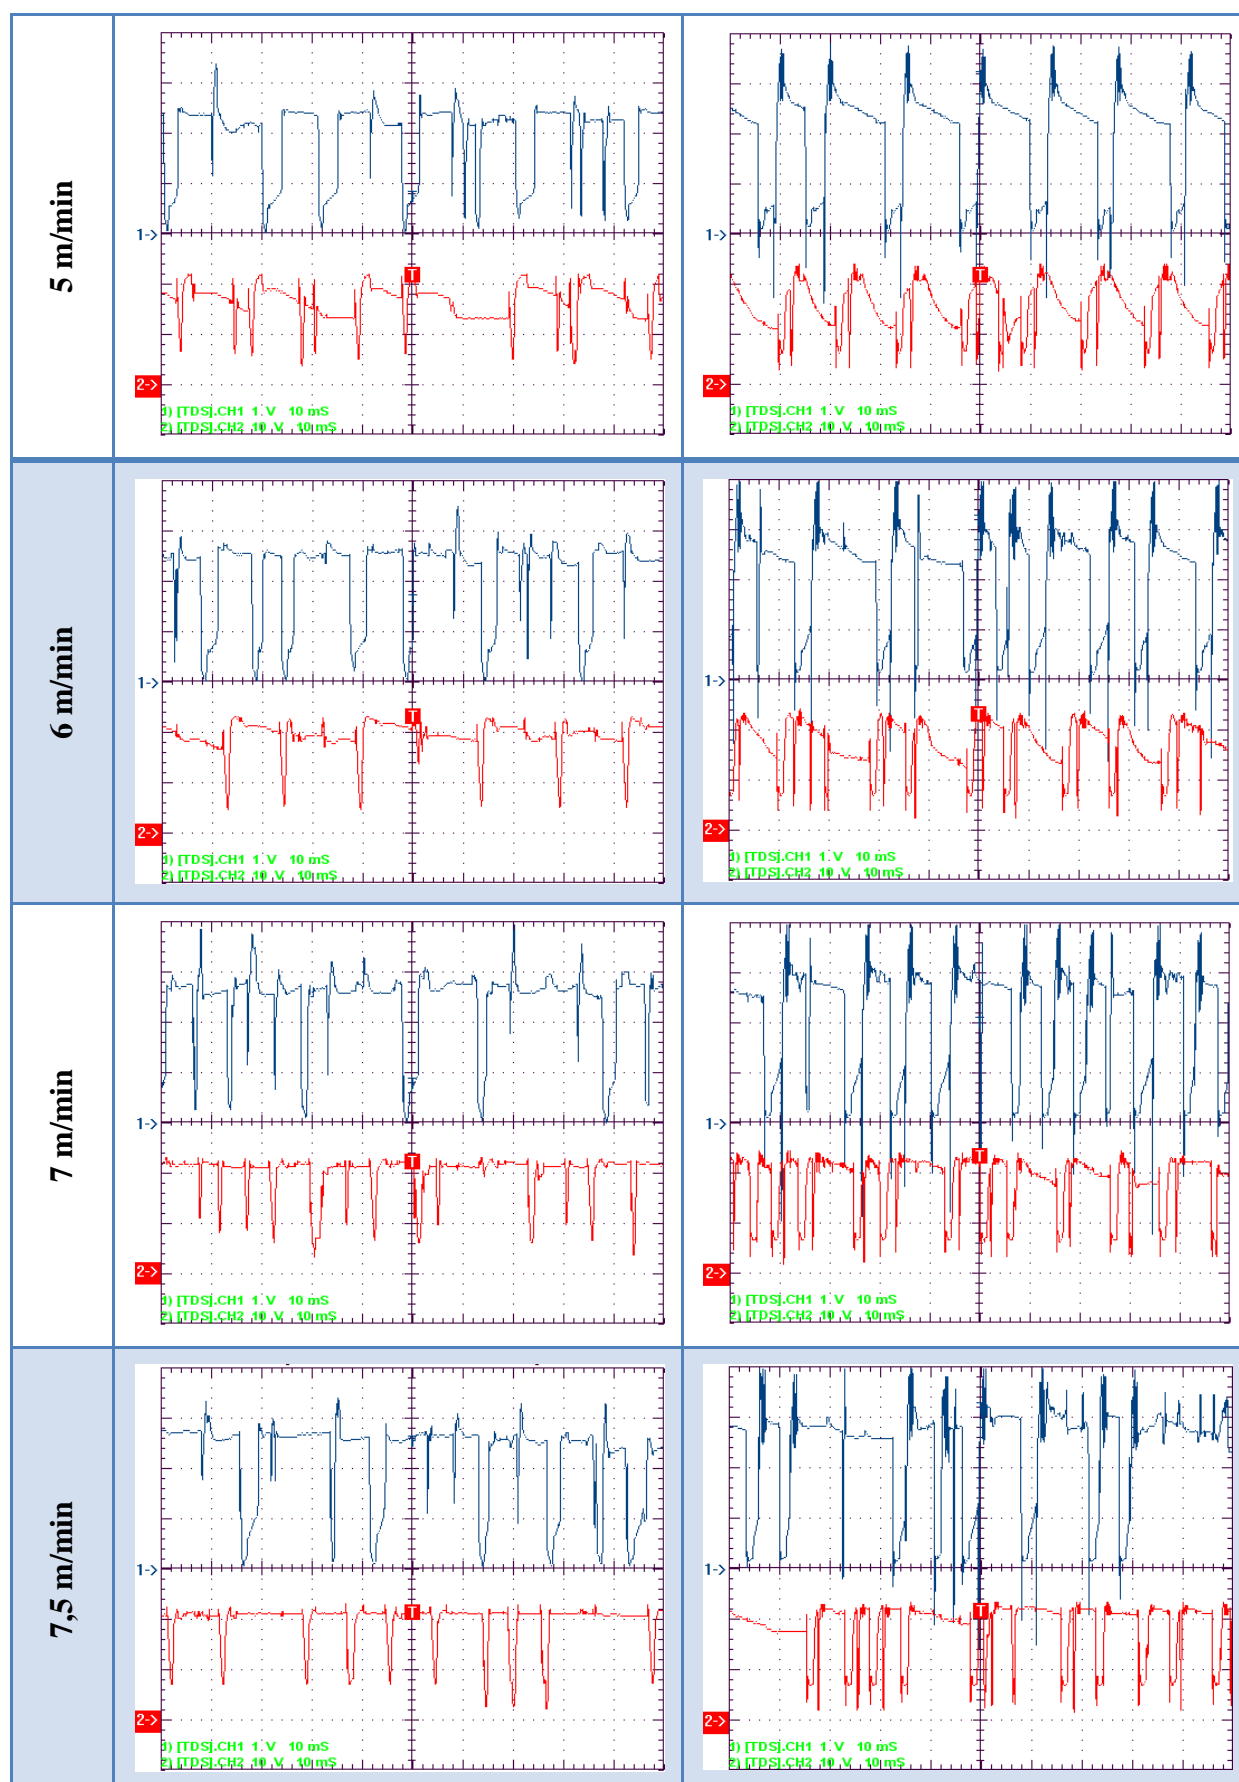 5 m/min
1->
T
2->
1) [TDS].CH1 1. V 10 mS
2) [TDS].CH2 10 V 10 mS
1->
T
2->
1) [TDS].CH1 1. V 10 mS
2) [TDS].CH2 10 V 10 mS
6 m/min
1->
T
2->
1) [TDS].CH1 1. V 10 mS
2) [TDS].CH2 10 V 10 mS
1->
T
2->
1) [TDS].CH1 1. V 10 mS
2) [TDS].CH2 10 V 10 mS
7 m/min
1->
T
2->
1) [TDS].CH1 1. V 10 mS
2) [TDS].CH2 10 V 10 mS
1->
T
2->
1) [TDS].CH1 1. V 10 mS
2) [TDS].CH2 10 V 10 mS
7,5 m/min
1->
T
2->
1) [TDS].CH1 1. V 10 mS
2) [TDS].CH2 10 V 10 mS
1->
T
2->
1) [TDS].CH1 1. V 10 mS
2) [TDS].CH2 10 V 10 mS